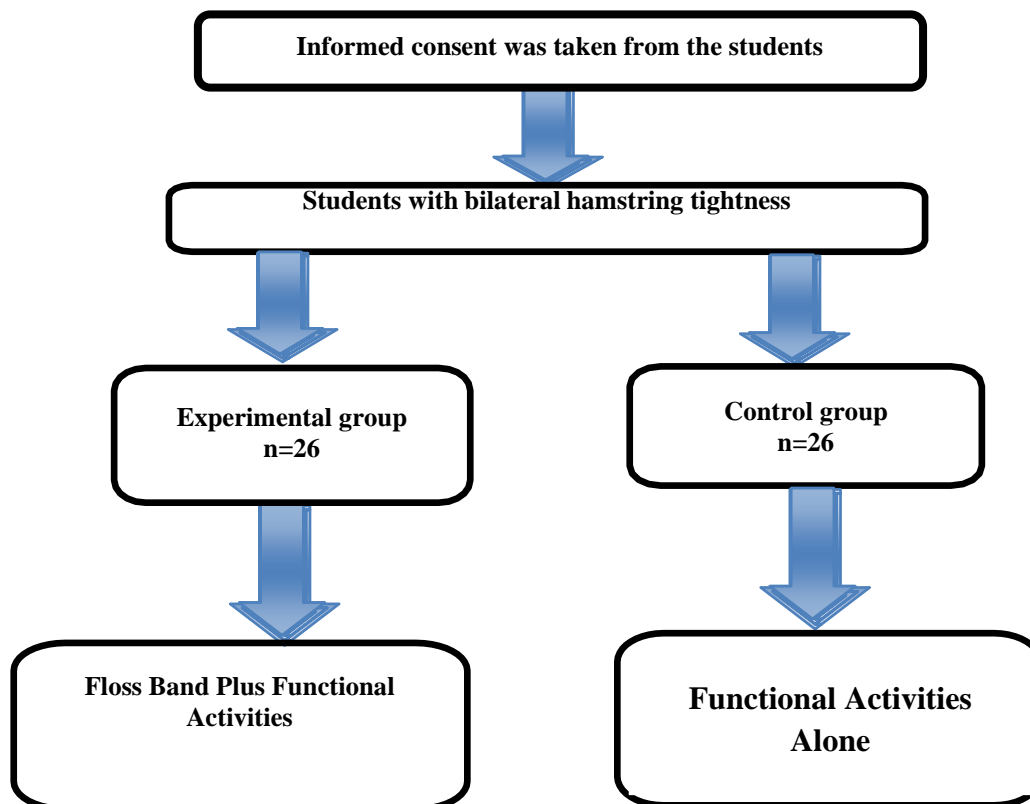 Informed consent was taken from the students
Students with bilateral hamstring tightness
Experimental group
n=26
Control group
n=26
Floss Band Plus Functional
Activities
Functional Activities
Alone